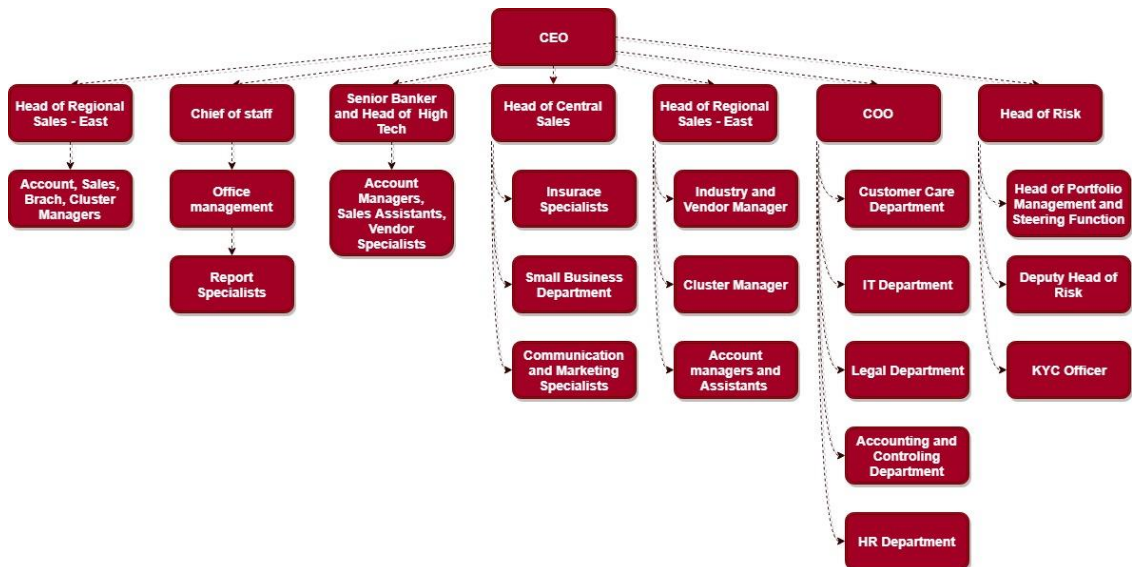 CEO
Head of Regional
Sales - East
Chief of staff
Senior Banker
and Head of High
Tech
Head of Central
Sales
Head of Regional
Sales - East
COO
Head of Risk
Account, Sales,
Brach, Cluster
Managers
Office
management
Account
Managers,
Sales Assistants,
Vendor
Specialists
Insurace
Specialists
Industry and
Vendor Manager
Customer Care
Department
Head of Portfolio
Management and
Steering Function
Report
Specialists
Small Business
Department
Cluster Manager
IT Department
Deputy Head of
Risk
Communication
and Marketing
Specialists
Account
managers and
Assistants
Legal Department
KYC Officer
Accounting and
Controling
Department
HR Department